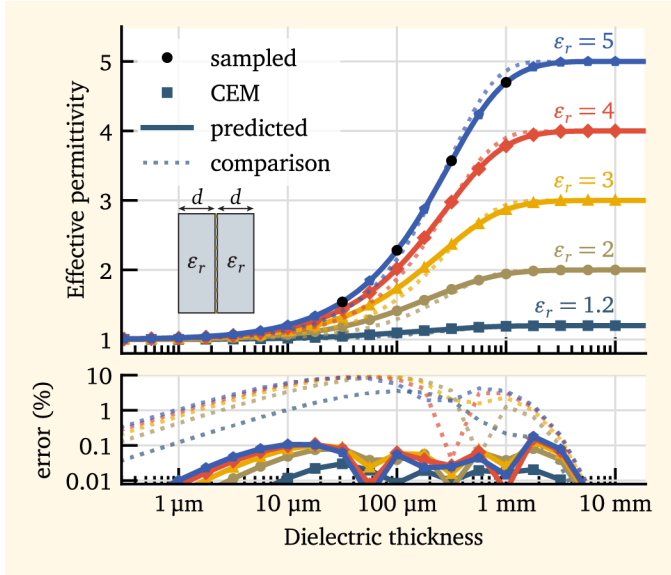 Effective permittivity
5
4
3
2
1
sampled
CEM
predicted
comparison
d d
εr εr
εr = 5
εr = 4
εr = 3
εr = 2
εr = 1.2
error (%)
10
1
0.1
0.01
1 μm 10 μm 100 μm 1 mm 10 mm
Dielectric thickness